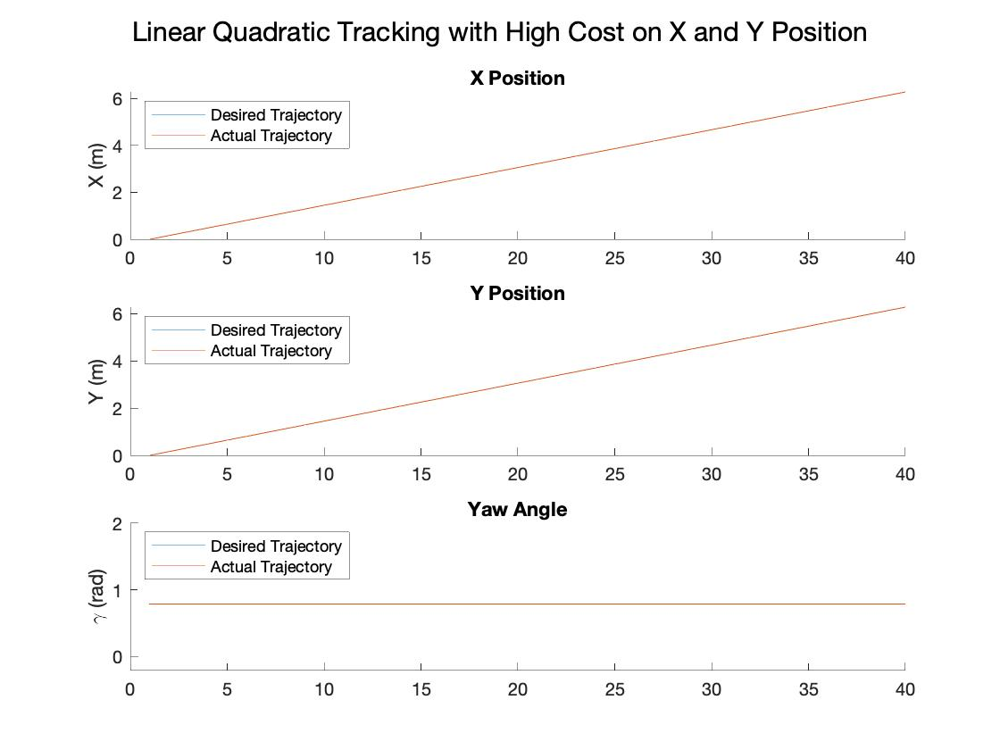 Linear Quadratic Tracking with High Cost on X and Y Position
X Position
6
Desired Trajectory
Actual Trajectory
4
X (m)
2
0
0 5 10 15 20 25 30 35 40
Y Position
6
Desired Trajectory
Actual Trajectory
4
Y (m)
2
0
0 5 10 15 20 25 30 35 40
Yaw Angle
2
Desired Trajectory
Actual Trajectory
1
γ (rad)
0
0 5 10 15 20 25 30 35 40